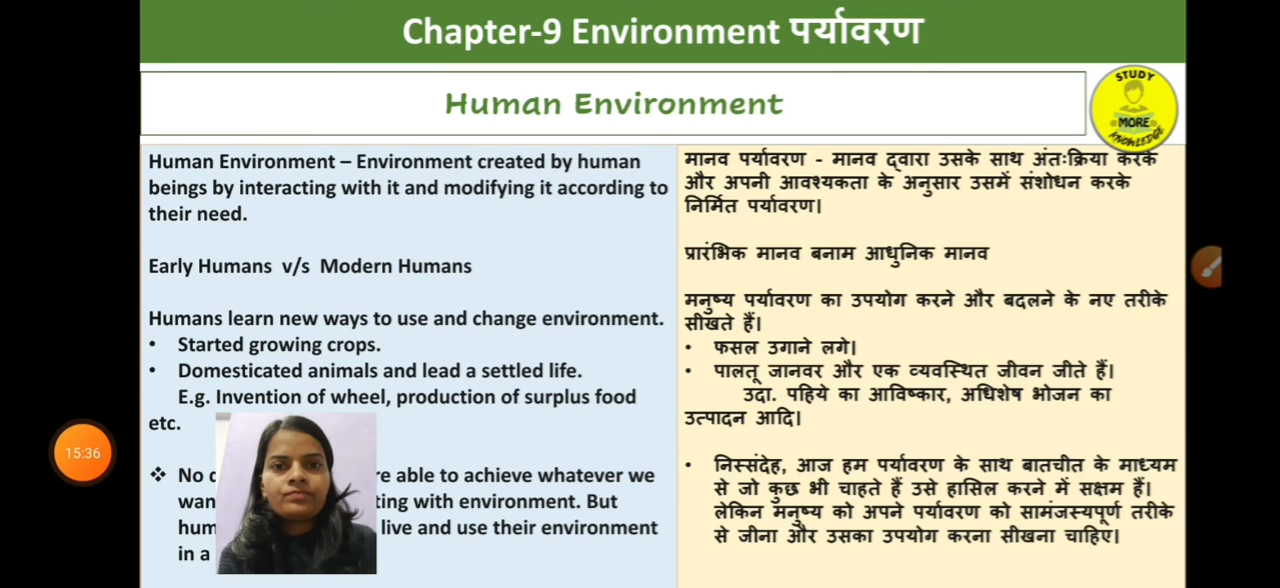 Chapter-9 Environment पर्यावरण
Human Environment
STUDY
MORE
KNOWLEDGE
Human Environment – Environment created by human
beings by interacting with it and modifying it according to
their need.
Early Humans v/s Modern Humans
Humans learn new ways to use and change environment.
• Started growing crops.
• Domesticated animals and lead a settled life.
E.g. Invention of wheel, production of surplus food
etc.
❖ No re able to achieve whatever we
wan ting with environment. But
hum live and use their environment
in a
मानव पर्यावरण - मानव द्वारा उसके साथ अंतःक्रिया करके
और अपनी आवश्यकता के अनुसार उसमें संशोधन करके
निर्मित पर्यावरण।
प्रारंभिक मानव बनाम आधुनिक मानव
मनुष्य पर्यावरण का उपयोग करने और बदलने के नए तरीके
सीखते हैं।
• फसल उगाने लगे।
• पालतू जानवर और एक व्यवस्थित जीवन जीते हैं।
उदा. पहिये का आविष्कार, अधिशेष भोजन का
उत्पादन आदि।
• निस्संदेह, आज हम पर्यावरण के साथ बातचीत के माध्यम
से जो कुछ भी चाहते हैं उसे हासिल करने में सक्षम हैं।
लेकिन मनुष्य को अपने पर्यावरण को सामंजस्यपूर्ण तरीके
से जीना और उसका उपयोग करना सीखना चाहिए।
15:36